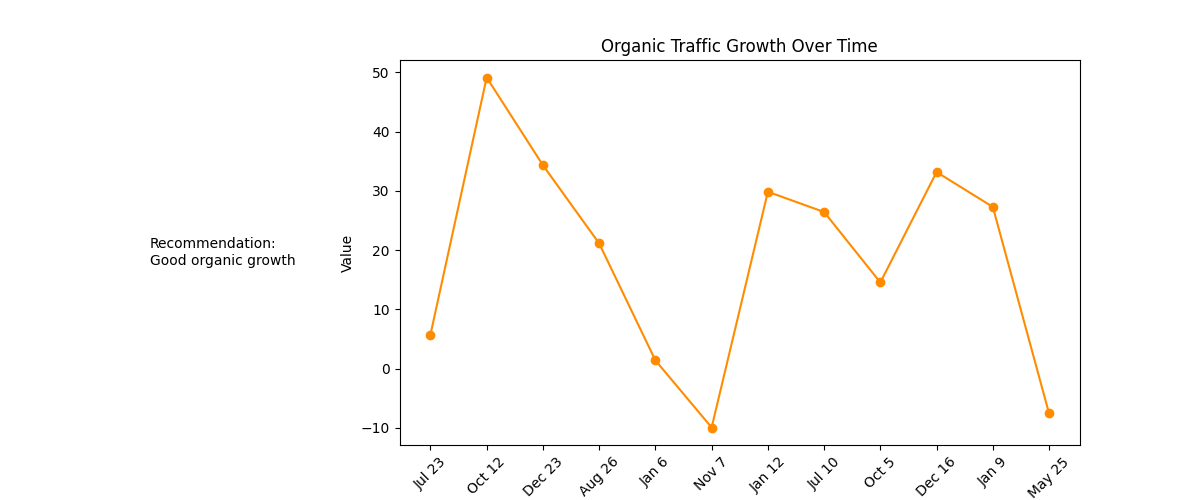 Organic Traffic Growth Over Time
Recommendation:
Good organic growth
Value
50
40
30
20
10
0
−10
Jul 23
Oct 12
Dec 23
Aug 26
Jan 6
Nov 7
Jan 12
Jul 10
Oct 5
Dec 16
Jan 9
May 25